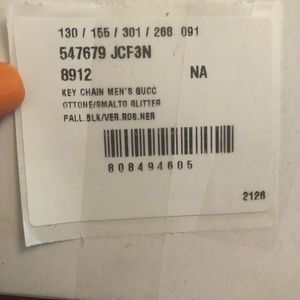 130 / 155 / 301 / 268 091
547679 JCF3N
8912 NA
KEY CHAIN MEN'S GUCC
OTTONE/SMALTO GLITTER
PALL.BLK/VER.ROS.NER
808494605
2126